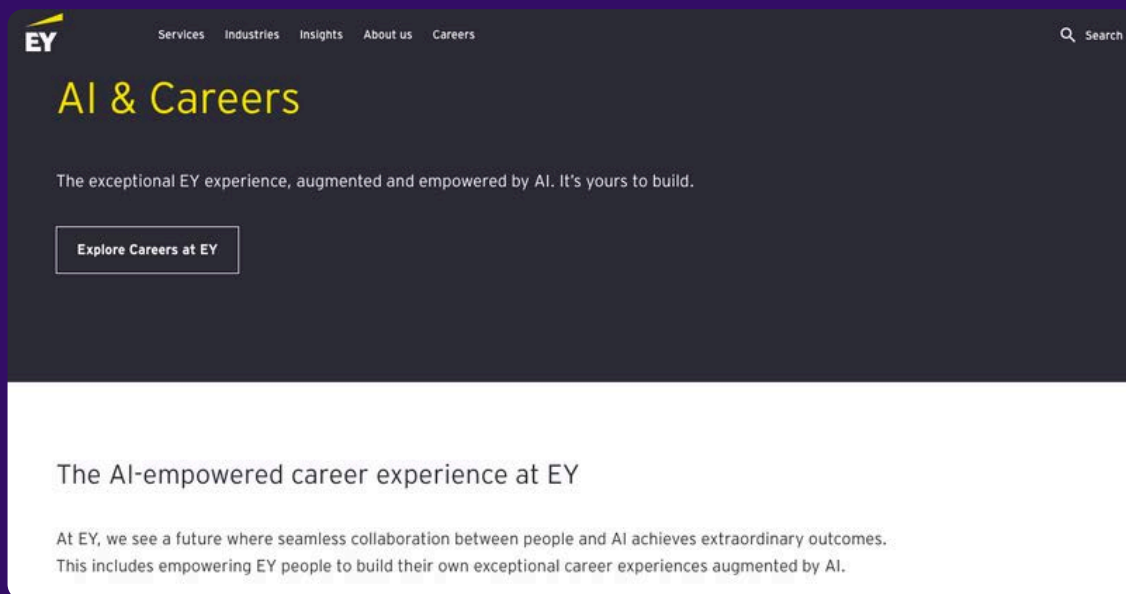 EY
Services Industries Insights About us Careers
Search
AI & Careers
The exceptional EY experience, augmented and empowered by AI. It's yours to build.
Explore Careers at EY
The AI-empowered career experience at EY
At EY, we see a future where seamless collaboration between people and AI achieves extraordinary outcomes.
This includes empowering EY people to build their own exceptional career experiences augmented by AI.